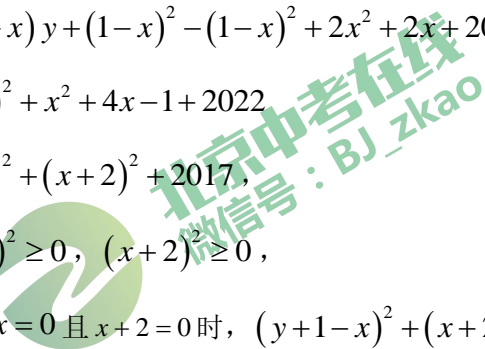 x)y+(1−x)²−(1−x)²+2x²+2x+20
²+x²+4x−1+2022
²+(x+2)²+2017，
)²≥0，(x+2)²≥0，
x=0且x+2=0时，(y+1−x)²+(x+2
北京中考在线
微信号：BJ_zkao